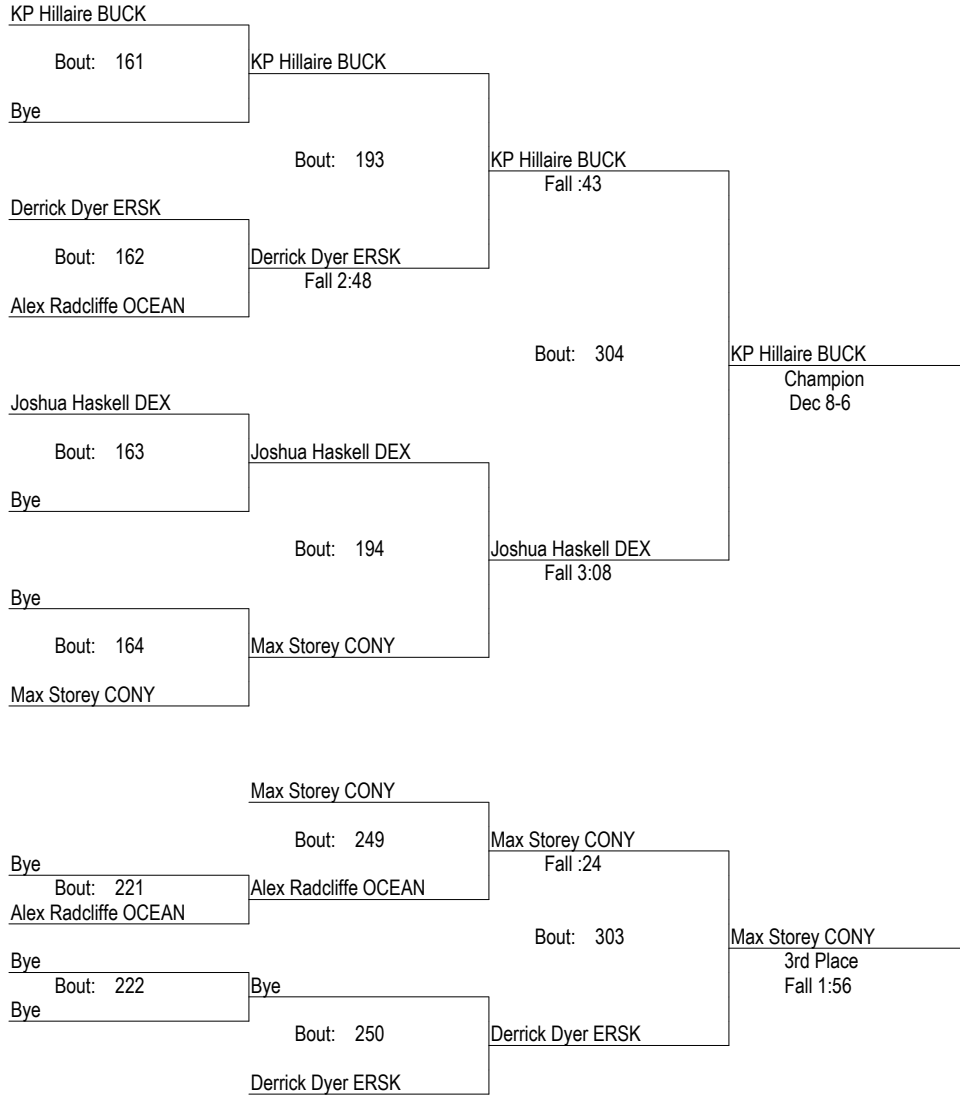 KP Hillaire BUCK
Bout: 161
KP Hillaire BUCK
Bye
Bout: 193
KP Hillaire BUCK
Fall :43
Derrick Dyer ERSK
Bout: 162
Derrick Dyer ERSK
Fall 2:48
Alex Radcliffe OCEAN
Bout: 304
KP Hillaire BUCK
Champion
Dec 8-6
Joshua Haskell DEX
Bout: 163
Joshua Haskell DEX
Bye
Bout: 194
Joshua Haskell DEX
Fall 3:08
Bye
Bout: 164
Max Storey CONY
Max Storey CONY
Max Storey CONY
Bout: 249
Max Storey CONY
Fall :24
Bye
Bout: 221
Alex Radcliffe OCEAN
Alex Radcliffe OCEAN
Bout: 303
Max Storey CONY
3rd Place
Fall 1:56
Bye
Bout: 222
Bye
Bye
Bout: 250
Derrick Dyer ERSK
Derrick Dyer ERSK